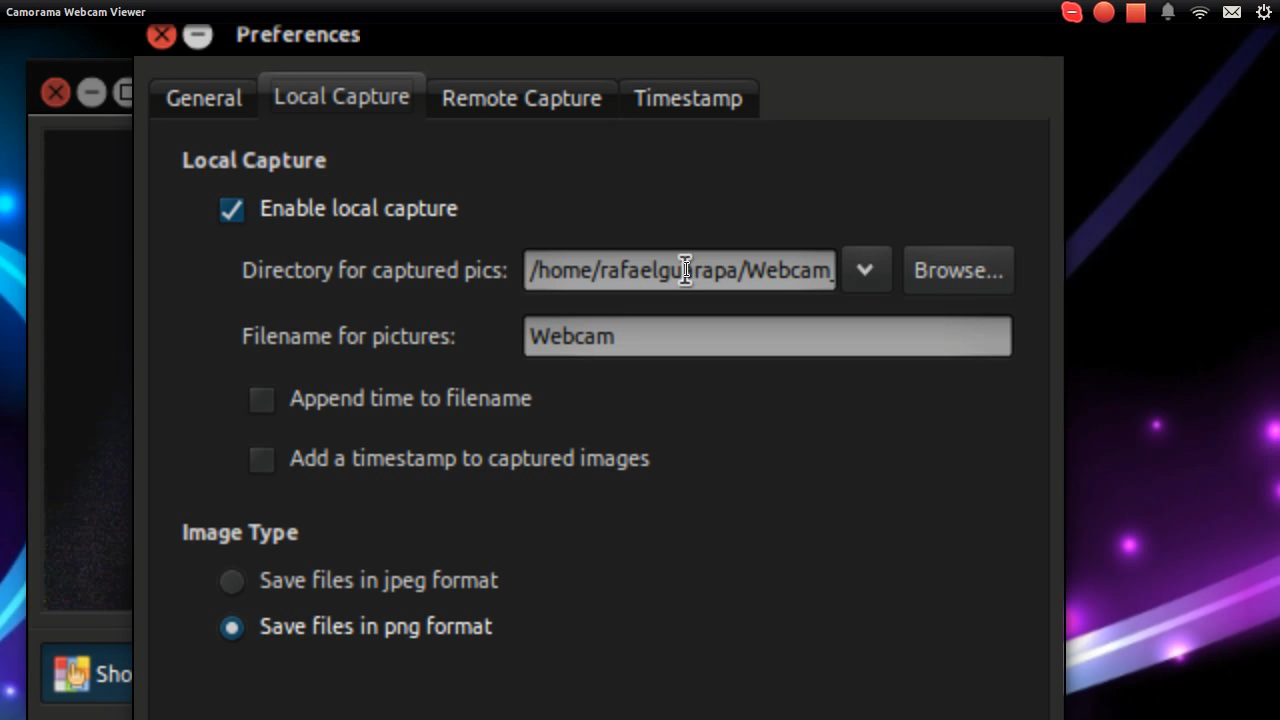 Camorama Webcam Viewer
Preferences
General Local Capture Remote Capture Timestamp
Local Capture
Enable local capture
Directory for captured pics: Browse...
Filename for pictures: Webcam
Append time to filename
Add a timestamp to captured images
Image Type
Save files in jpeg format
Save files in png format
Sho